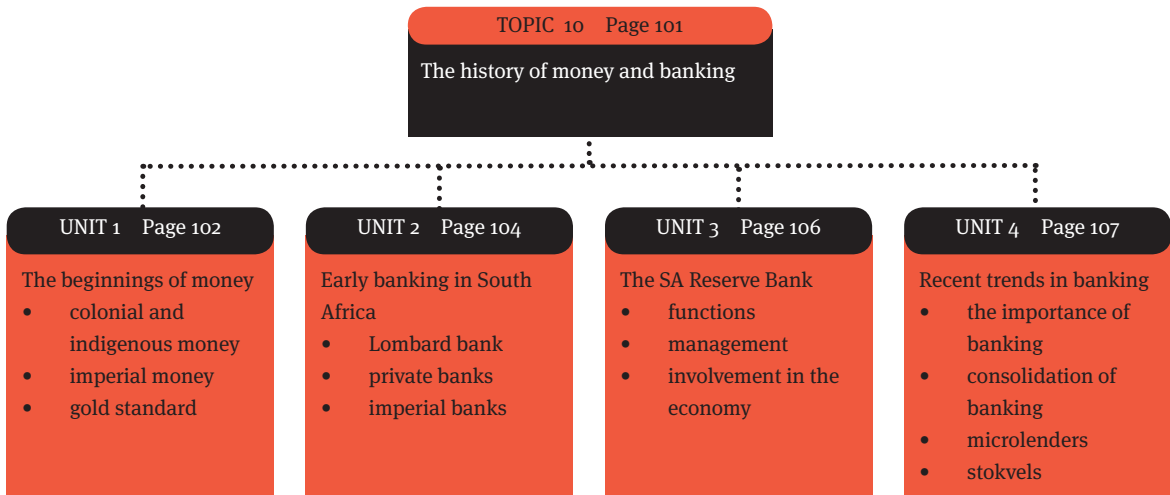 TOPIC 10 Page 101
The history of money and banking
UNIT 1 Page 102
The beginnings of money
• colonial and
indigenous money
• imperial money
• gold standard
UNIT 2 Page 104
Early banking in South
Africa
• Lombard bank
• private banks
• imperial banks
UNIT 3 Page 106
The SA Reserve Bank
• functions
• management
• involvement in the
economy
UNIT 4 Page 107
Recent trends in banking
• the importance of
banking
• consolidation of
banking
• microlenders
• stokvels